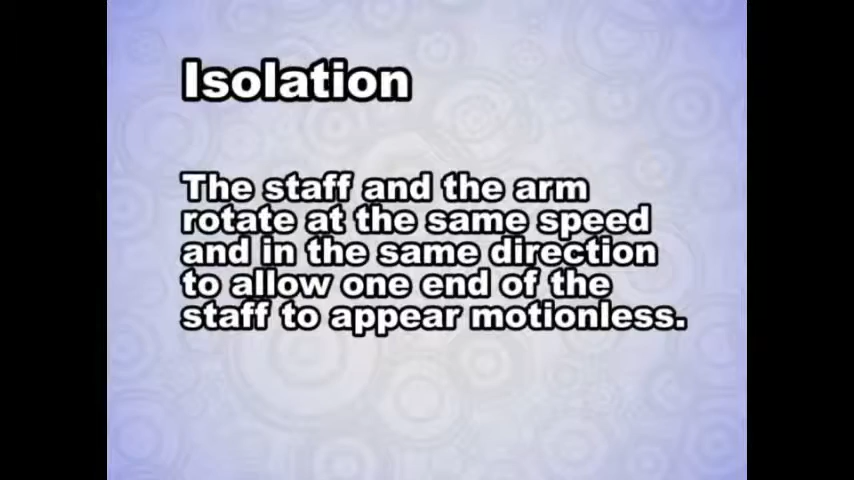 Isolation
The staff and the arm
rotate at the same speed
and in the same direction
to allow one end of the
staff to appear motionless.